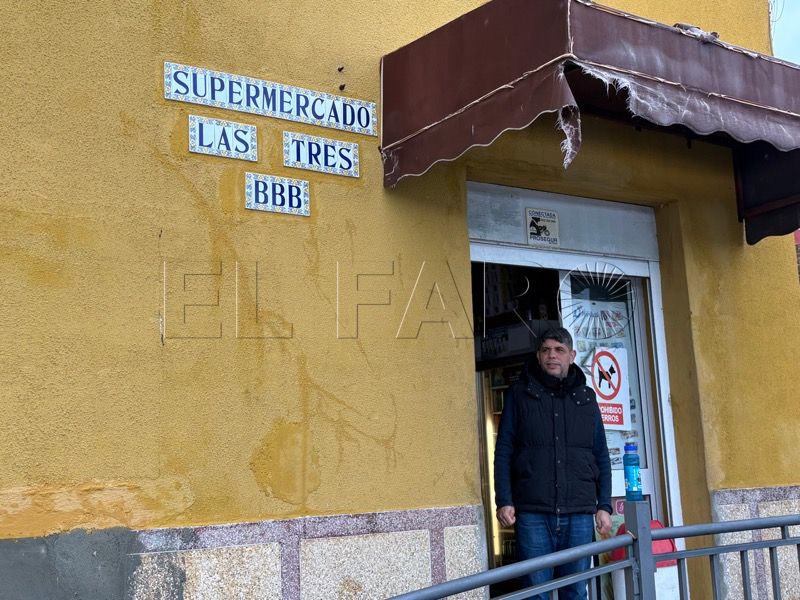 SUPERMERCADO
LAS TRES
BBB
CONECTADA
PROSEGUR
EL FARO
PROHIBIDO
PERROS